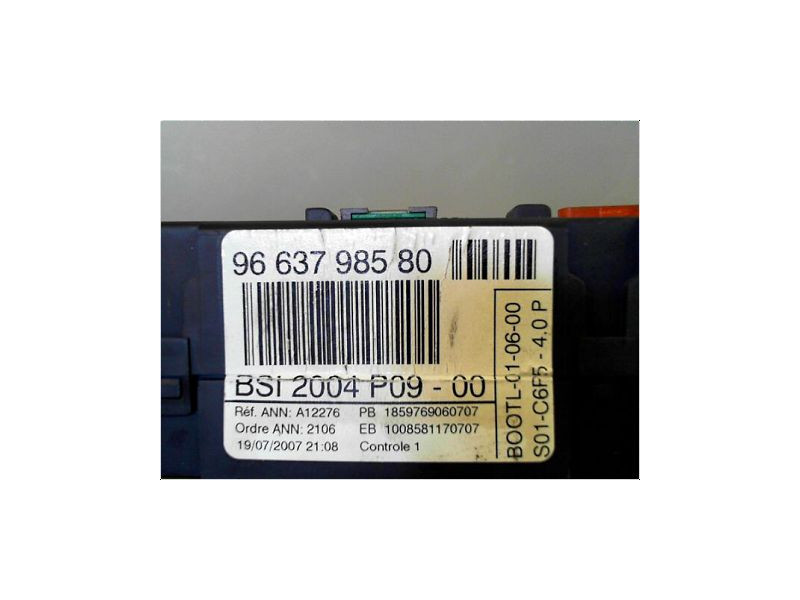 96 637 985 80
BSI 2004 P09 - 00
Réf. ANN: A12276 PB 1859769060707
Ordre ANN: 2106 EB 1008581170707
19/07/2007 21:08 Controle 1
BOOTL-01-06-00
S01-C6F5 - 4.0 P